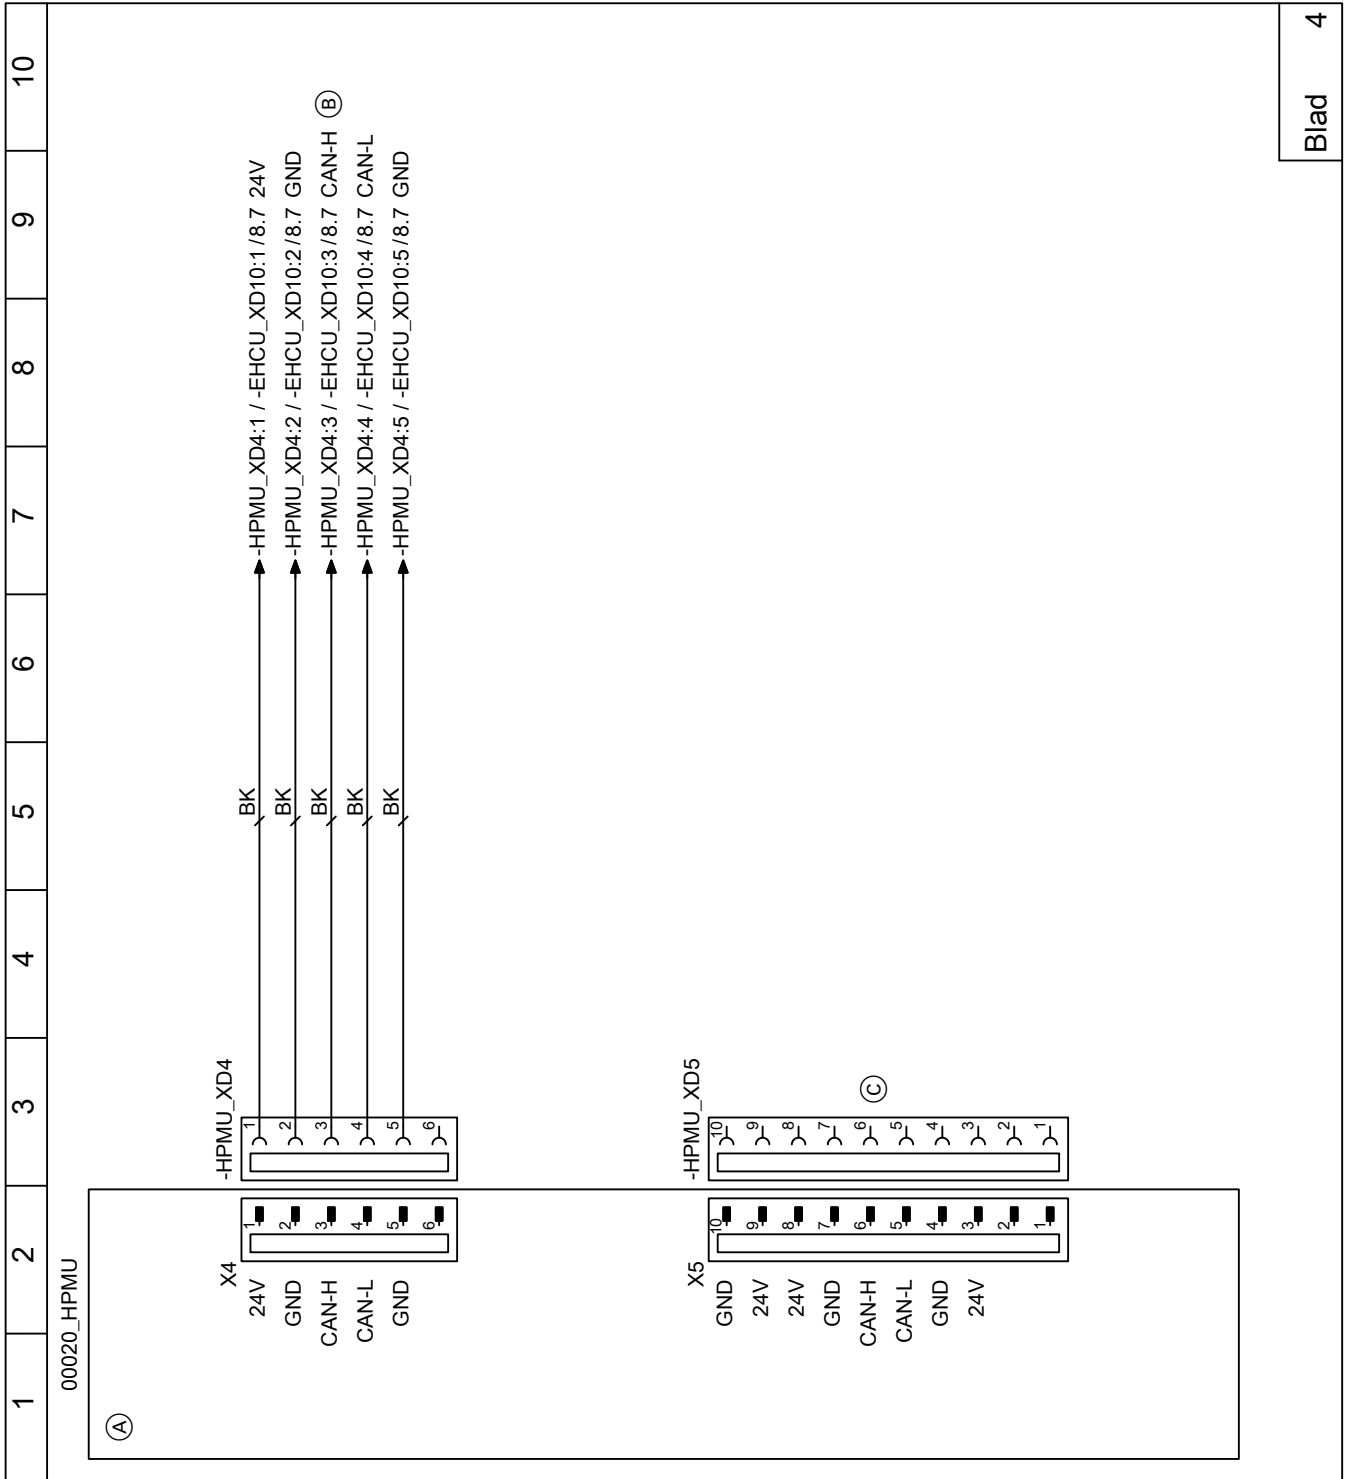 1 2 3 4 5 6 7 8 9 10
00020_HPMU
A
X4
24V
GND
CAN-H
CAN-L
GND
1 2 3 4 5 6
-HPMU_XD4
1 2 3 4 5 6
BK
BK
BK
BK
BK
-HPMU_XD4:1 / -EHCU_XD10:1 /8.7 24V
-HPMU_XD4:2 / -EHCU_XD10:2 /8.7 GND
-HPMU_XD4:3 / -EHCU_XD10:3 /8.7 CAN-H B
-HPMU_XD4:4 / -EHCU_XD10:4 /8.7 CAN-L
-HPMU_XD4:5 / -EHCU_XD10:5 /8.7 GND
X5
GND
24V
24V
GND
CAN-H
CAN-L
GND
24V
10 9 8 7 6 5 4 3 2 1
-HPMU_XD5
10 9 8 7 6 5 4 3 2 1
C
Blad 4